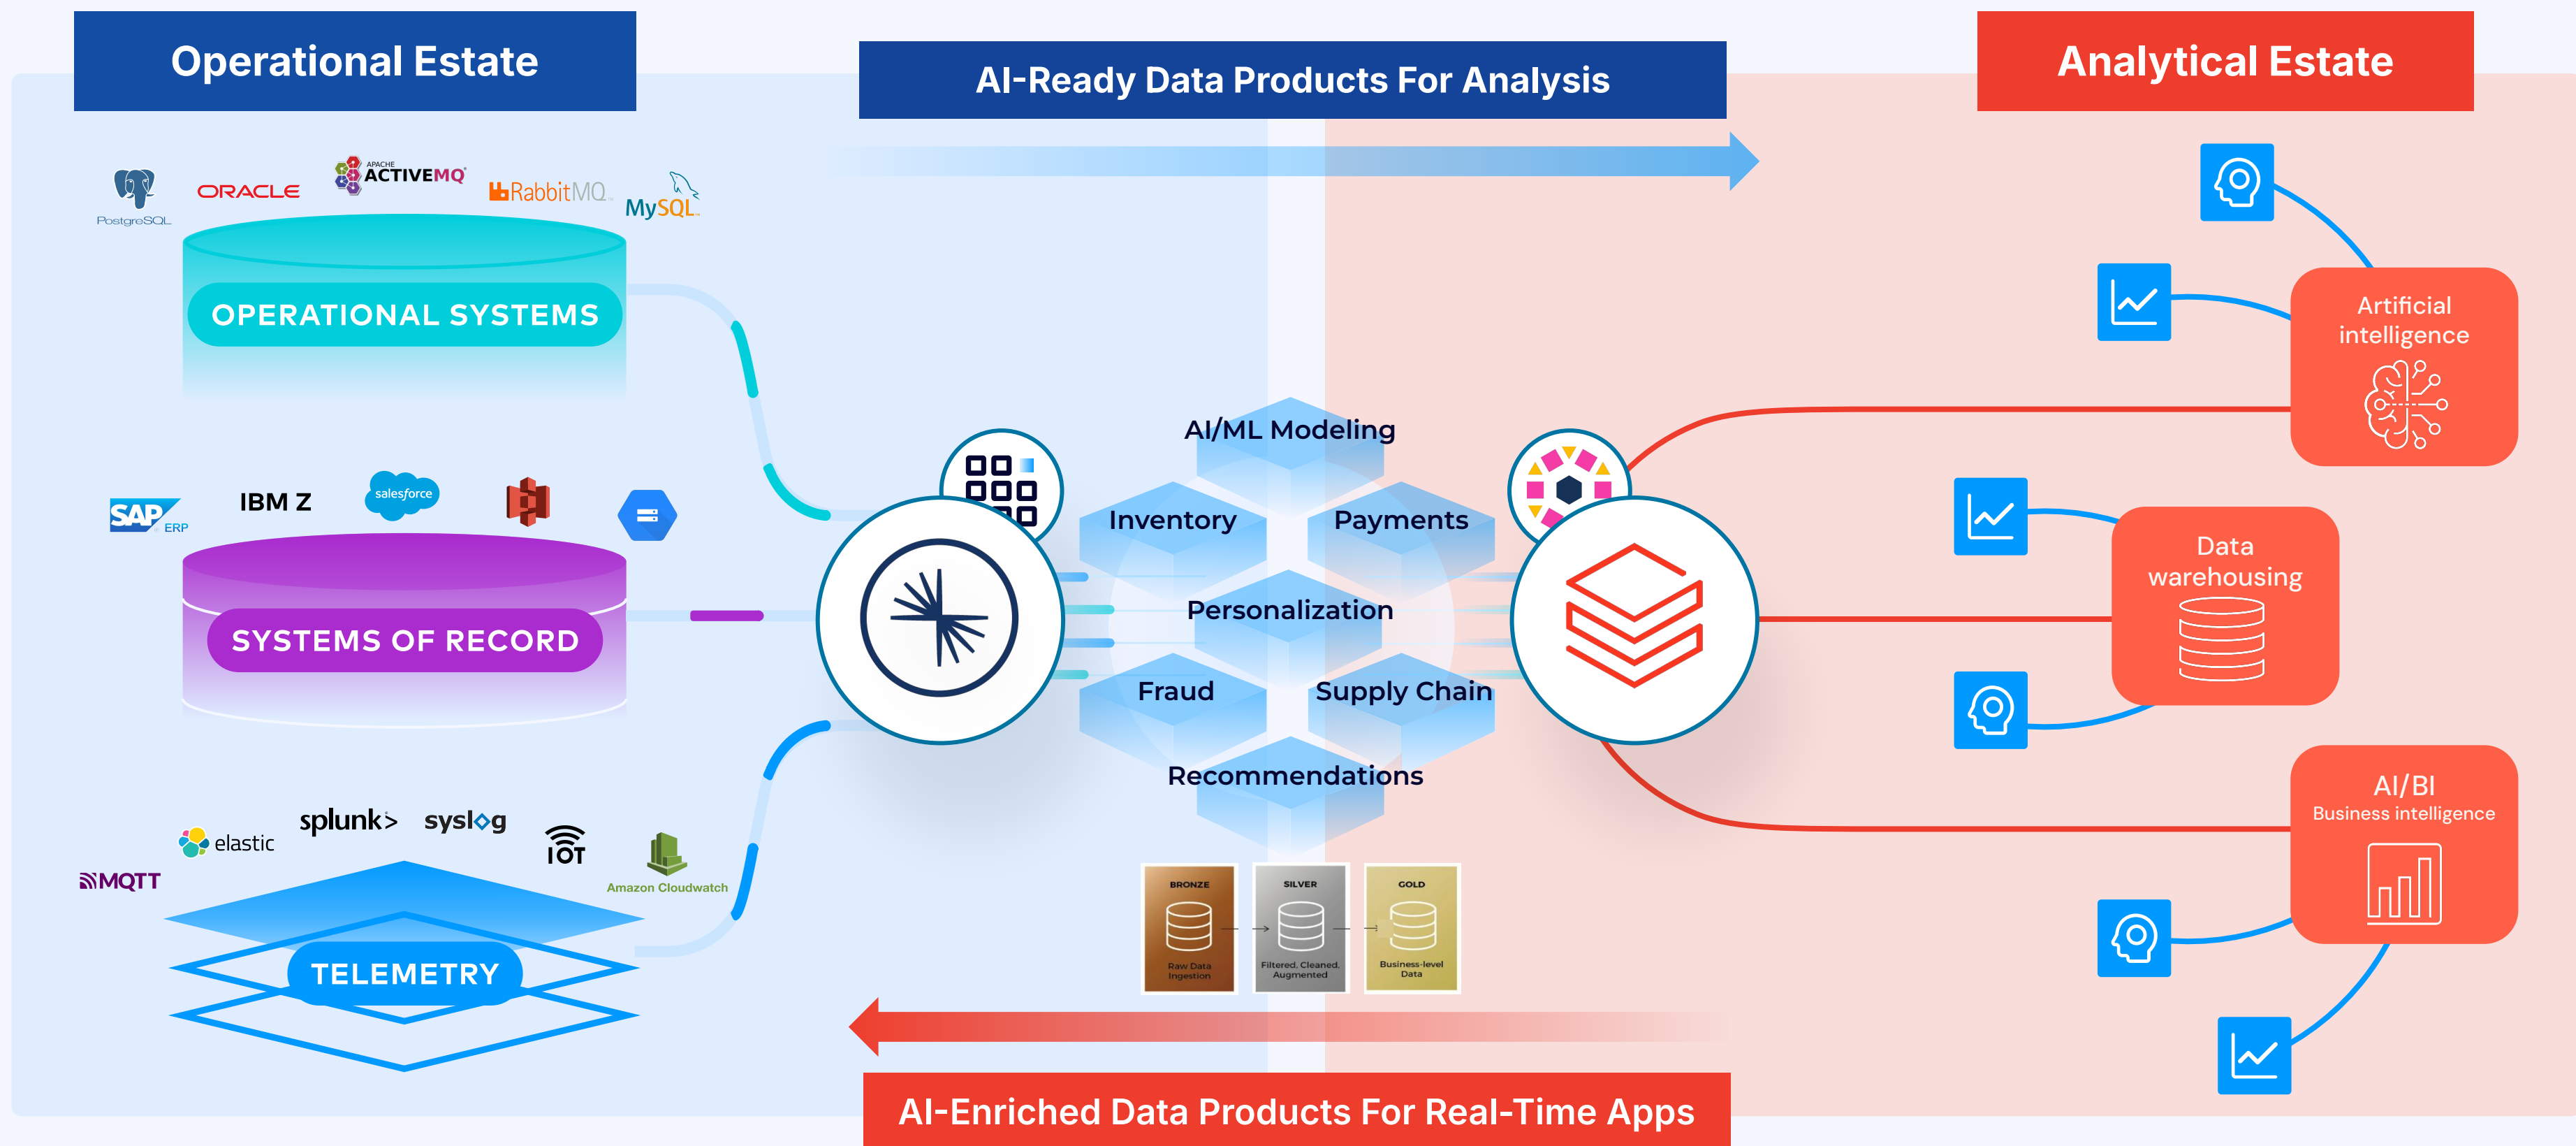 Operational Estate
AI-Ready Data Products For Analysis
Analytical Estate
PostgreSQL
ORACLE
APACHE
ACTIVEMQ
RabbitMQ
MySQL
OPERATIONAL SYSTEMS
SAP
ERP
IBM Z
salesforce
SYSTEMS OF RECORD
MQTT
elastic
splunk>
syslog
IOT
Amazon Cloudwatch
TELEMETRY
AI/ML Modeling
Inventory
Payments
Personalization
Fraud
Supply Chain
Recommendations
BRONZE
Raw Data
Ingestion
SILVER
Filtered, Cleaned,
Augmented
GOLD
Business-level
Data
Artificial
intelligence
Data
warehousing
AI/BI
Business intelligence
AI-Enriched Data Products For Real-Time Apps